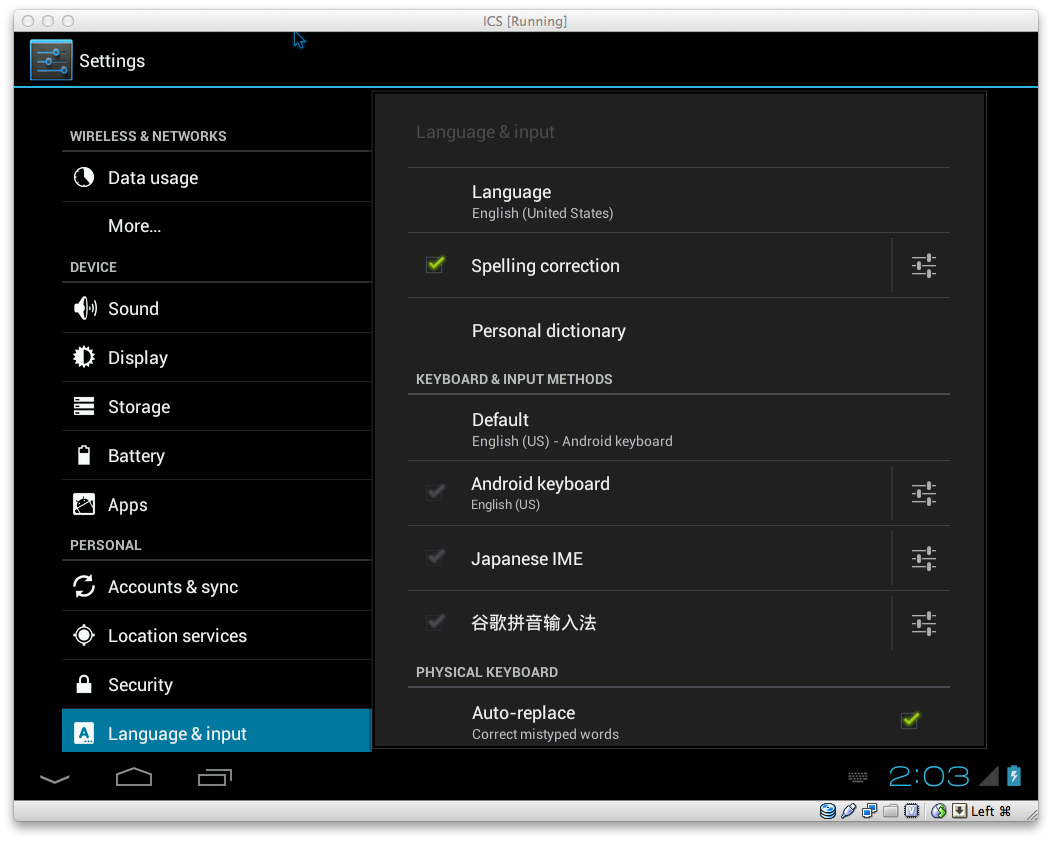 ICS [Running]
Settings
WIRELESS & NETWORKS
Data usage
More...
DEVICE
Sound
Display
Storage
Battery
Apps
PERSONAL
Accounts & sync
Location services
Security
Language & input
Language & input
Language
English (United States)
Spelling correction
Personal dictionary
KEYBOARD & INPUT METHODS
Default
English (US) - Android keyboard
Android keyboard
English (US)
Japanese IME
谷歌拼音输入法
PHYSICAL KEYBOARD
Auto-replace
Correct mistyped words
2:03
Left ⌘